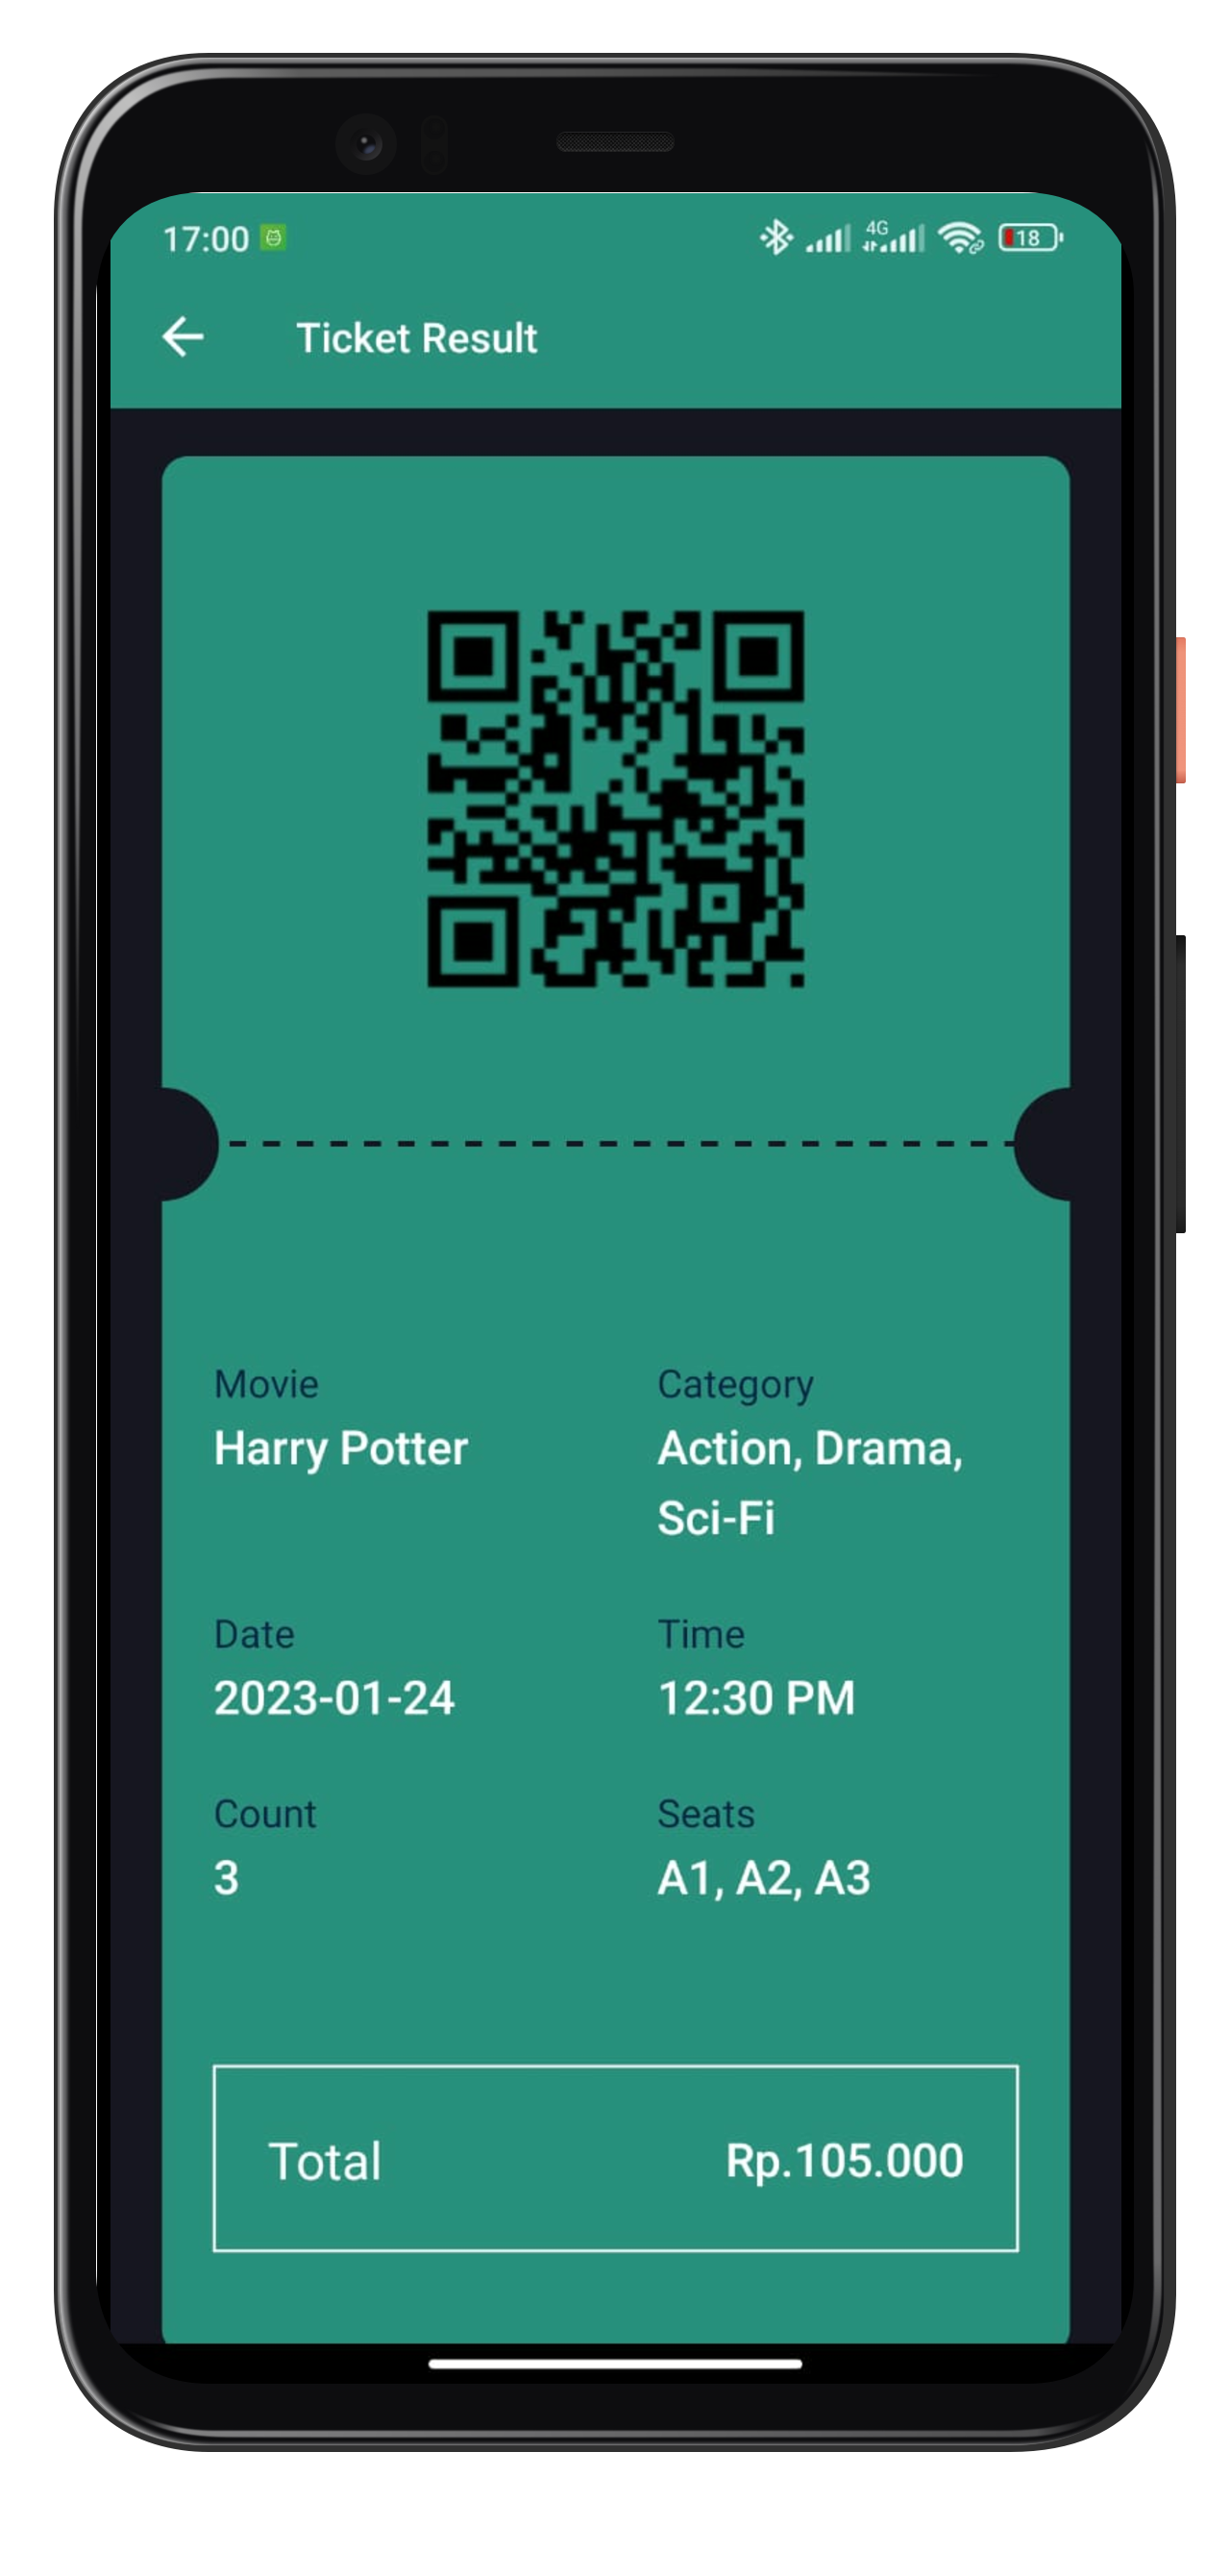 17:00
4G
18
Ticket Result
Movie
Category
Harry Potter
Action, Drama,
Sci-Fi
Date
Time
2023-01-24
12:30 PM
Count
Seats
3
A1, A2, A3
Total
Rp.105.000